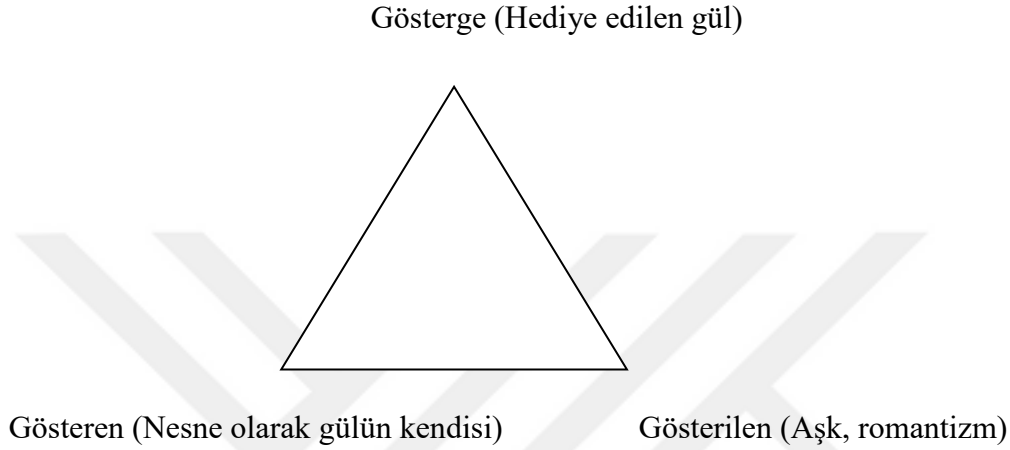 Gösterge (Hediye edilen gül)
Gösteren (Nesne olarak gülün kendisi) Gösterilen (Aşk, romantizm)